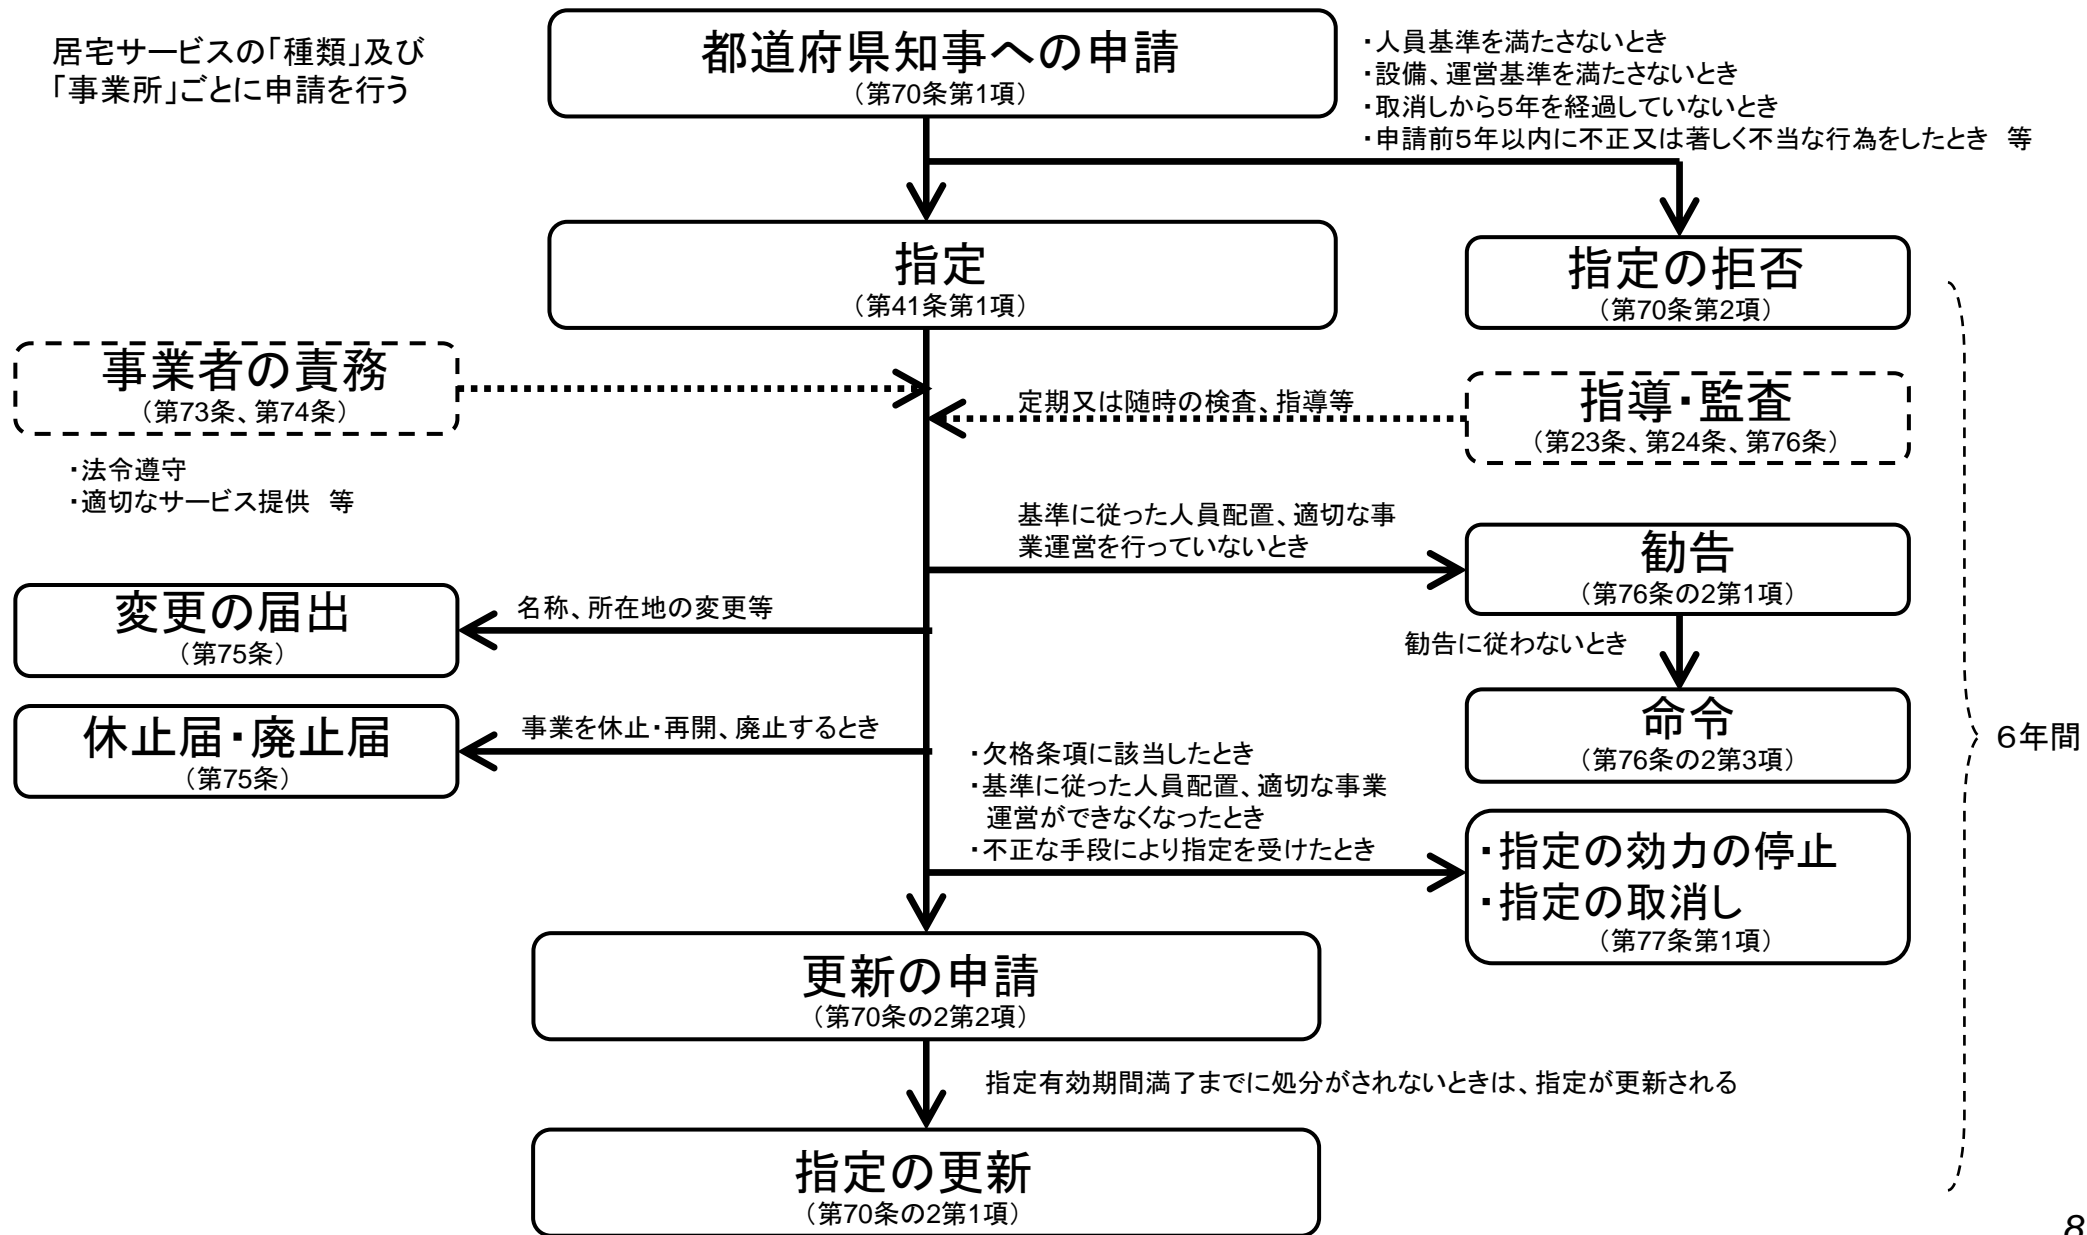 居宅サービスの「種類」及び
「事業所」ごとに申請を行う
都道府県知事への申請
（第70条第1項）
・人員基準を満たさないとき
・設備、運営基準を満たさないとき
・取消しから５年を経過していないとき
・申請前５年以内に不正又は著しく不当な行為をしたとき　等
指定
（第41条第1項）
指定の拒否
（第70条第2項）
事業者の責務
（第73条、第74条）
・法令遵守
・適切なサービス提供　等
定期又は随時の検査、指導等
指導・監査
（第23条、第24条、第76条）
基準に従った人員配置、適切な事
業運営を行っていないとき
勧告
（第76条の2第1項）
変更の届出
（第75条）
名称、所在地の変更等
勧告に従わないとき
命令
（第76条の2第3項）
休止届・廃止届
（第75条）
事業を休止・再開、廃止するとき
６年間
・欠格条項に該当したとき
・基準に従った人員配置、適切な事業
運営ができなくなったとき
・不正な手段により指定を受けたとき
・指定の効力の停止
・指定の取消し
（第77条第1項）
更新の申請
（第70条の2第2項）
指定有効期間満了までに処分がされないときは、指定が更新される
指定の更新
（第70条の2第1項）
8